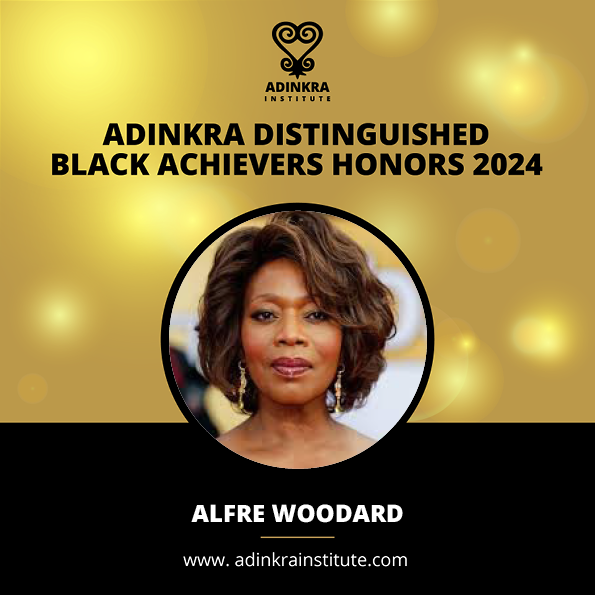 ADINKRA
INSTITUTE
ADINKRA DISTINGUISHED
BLACK ACHIEVERS HONORS 2024
ALFRE WOODARD
www. adinkrainstitute.com